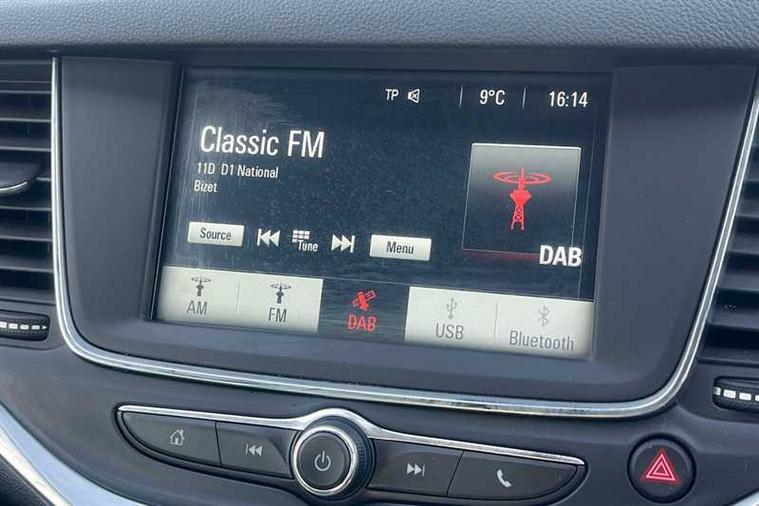 TP 9°C 16:14
Classic FM
11D D1 National
Bizet
Source Tune Menu
DAB
AM FM DAB USB Bluetooth